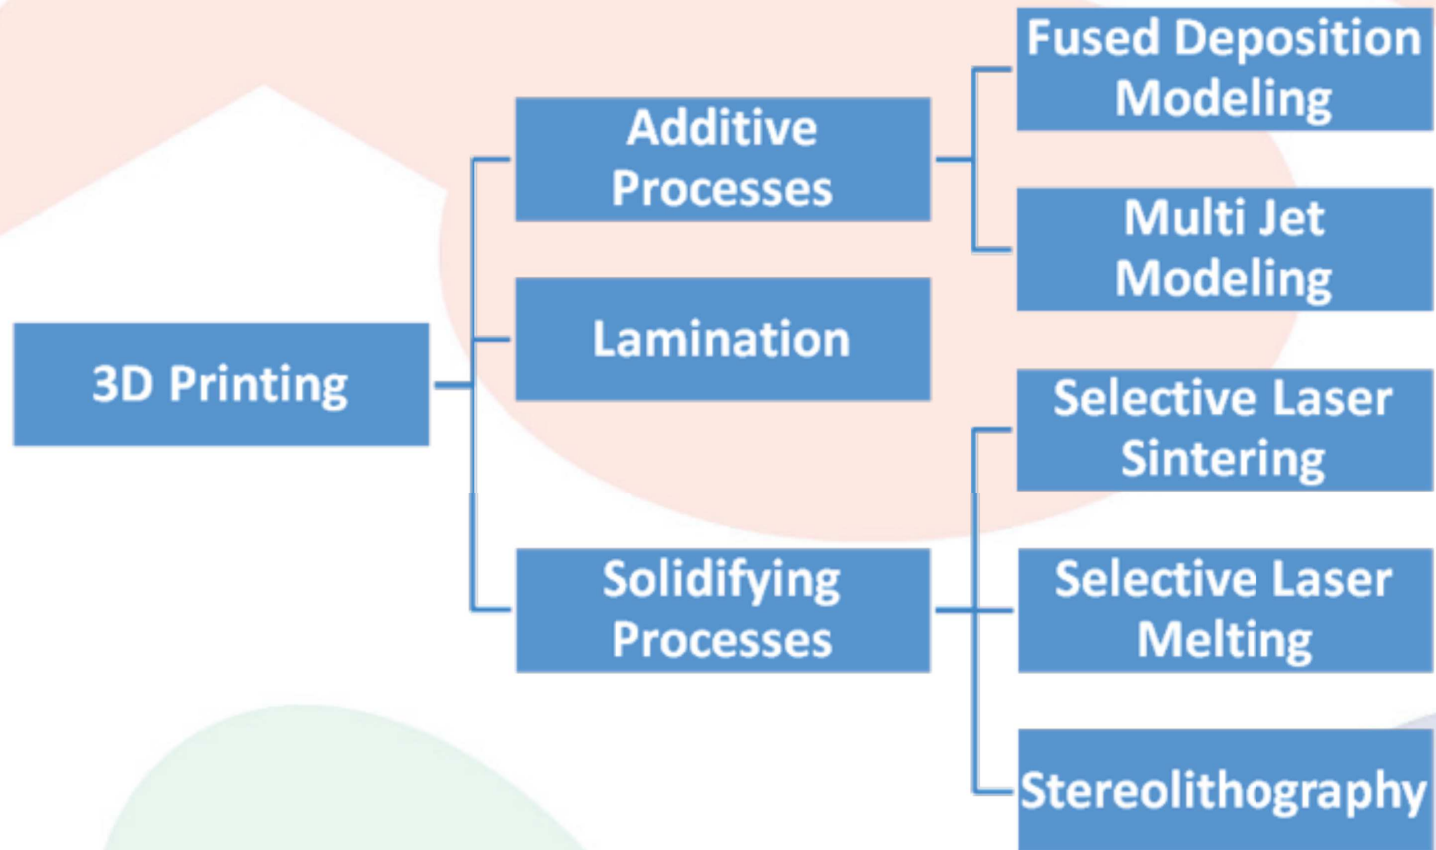 3D Printing
Additive
Processes
Lamination
Solidifying
Processes
Fused Deposition
Modeling
Multi Jet
Modeling
Selective Laser
Sintering
Selective Laser
Melting
Stereolithography